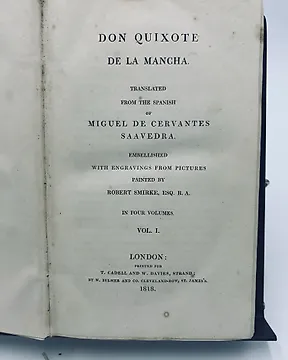 DON QUIXOTE
DE LA MANCHA.
TRANSLATED
FROM THE SPANISH
OF
MIGUEL DE CERVANTES
SAAVEDRA.
EMBELLISHED
WITH ENGRAVINGS FROM PICTURES
PAINTED BY
ROBERT SMIRKE, ESQ. R. A.
IN FOUR VOLUMES.
VOL. I.
LONDON:
PRINTED FOR
T. CADELL AND W. DAVIES, STRAND;
BY W. BULMER AND CO. CLEVELAND-ROW, ST. JAMES'S.
1818.